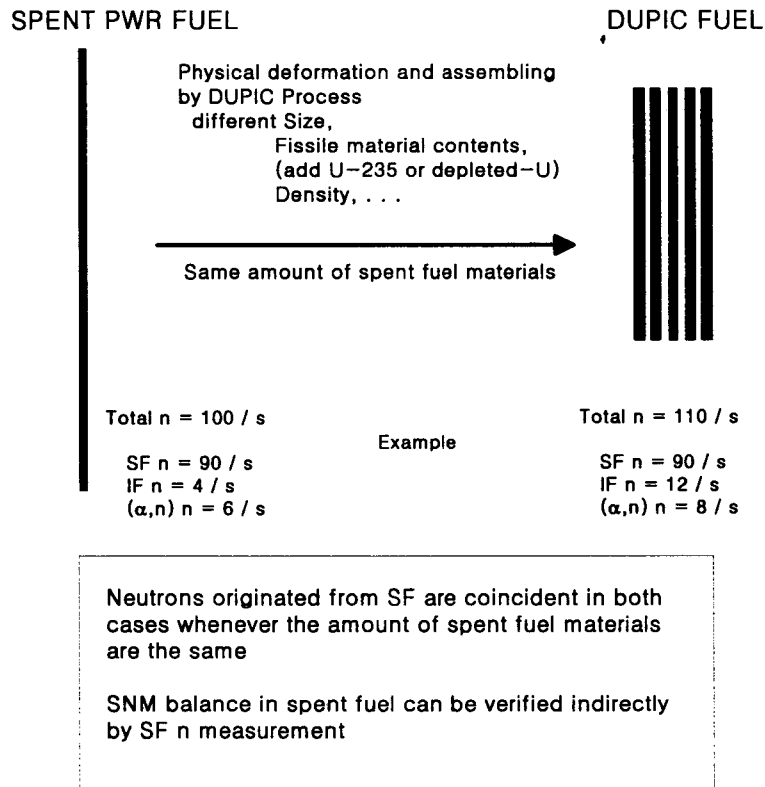 SPENT PWR FUEL
DUPIC FUEL
Physical deformation and assembling
by DUPIC Process
different Size,
Fissile material contents,
(add U-235 or depleted-U)
Density, . . .
Same amount of spent fuel materials
Total n = 100 / s
SF n = 90 / s
IF n = 4 / s
(α,n) n = 6 / s
Example
Total n = 110 / s
SF n = 90 / s
IF n = 12 / s
(α,n) n = 8 / s
Neutrons originated from SF are coincident in both
cases whenever the amount of spent fuel materials
are the same
SNM balance in spent fuel can be verified indirectly
by SF n measurement